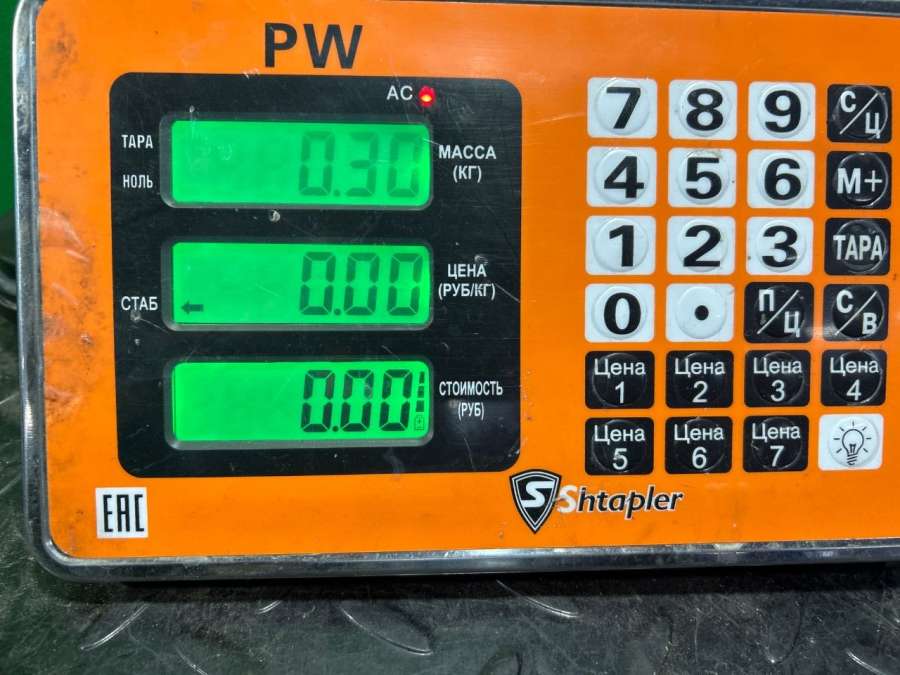 PW
AC
ТАРА
НОЛЬ
0.30
МАССА
(КГ)
СТАБ
0.00
ЦЕНА
(РУБ/КГ)
0.00
СТОИМОСТЬ
(РУБ)
7 8 9 С/Ц
4 5 6 М+
1 2 3 ТАРА
0 . П/Ц С/В
Цена 1 Цена 2 Цена 3 Цена 4
Цена 5 Цена 6 Цена 7
EAC
S Shtapler